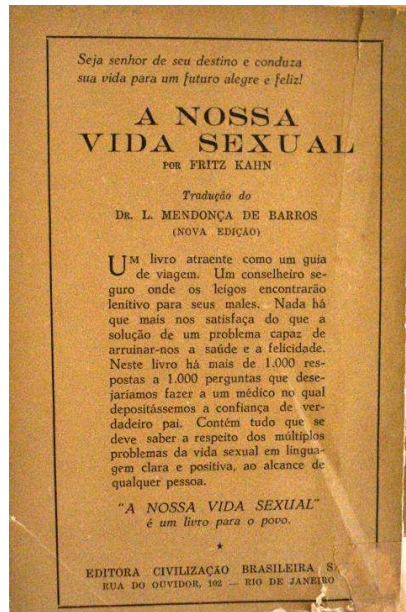 Seja senhor de seu destino e conduza
sua vida para um futuro alegre e feliz!
A NOSSA
VIDA SEXUAL
POR FRITZ KAHN
Tradução do
DR. L. MENDONÇA DE BARROS
(NOVA EDIÇÃO)
UM livro atraente como um guia
de viagem. Um conselheiro se-
guro onde os leigos encontrarão
lenitivo para seus males. Nada há
que mais nos satisfaça do que a
solução de um problema capaz de
arruinar-nos a saúde e a felicidade.
Neste livro há mais de 1.000 res-
postas a 1.000 perguntas que dese-
jaríamos fazer a um médico no qual
depositássemos a confiança de ver-
dadeiro pai. Contém tudo que se
deve saber a respeito dos múltiplos
problemas da vida sexual em lingua-
gem clara e positiva, ao alcance de
qualquer pessoa.
"A NOSSA VIDA SEXUAL"
é um livro para o povo.
★
EDITORA CIVILIZAÇÃO BRASILEIRA
RUA DO OUVIDOR, 102 — RIO DE JANEIRO